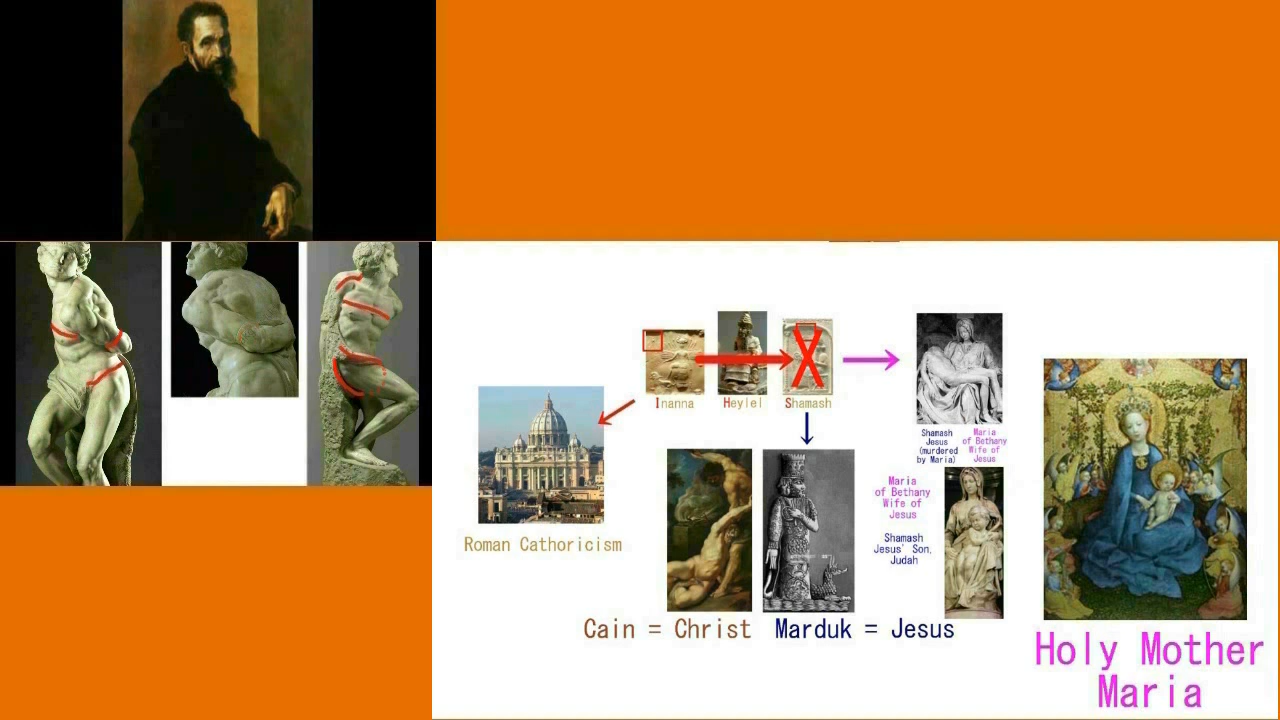 Inanna
Heylel
Shamash
Shamash
Jesus
(murdered
by Maria)
Maria
of Bethany
Wife of
Jesus
Maria
of Bethany
Wife of
Jesus
Shamash
Jesus' Son,
Judah
Roman Cathoricism
Cain = Christ
Marduk = Jesus
Holy Mother
Maria